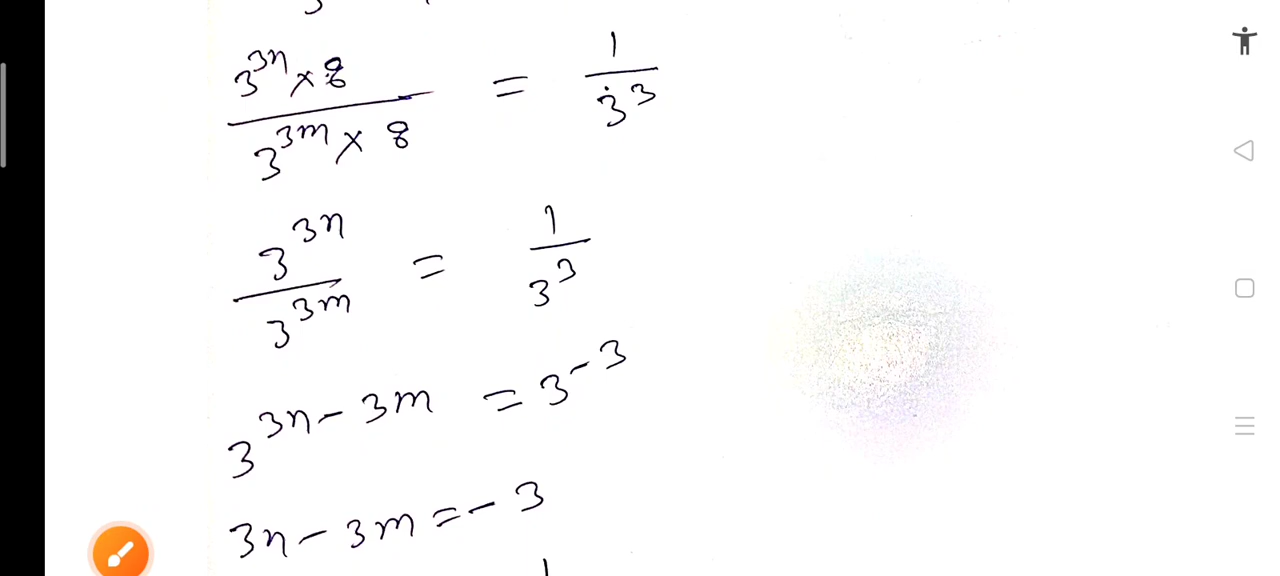 3^{3n} × 8 / 3^{3m} × 8 = 1 / 3^3
3^{3n} / 3^{3m} = 1 / 3^3
3^{3n-3m} = 3^{-3}
3n - 3m = - 3